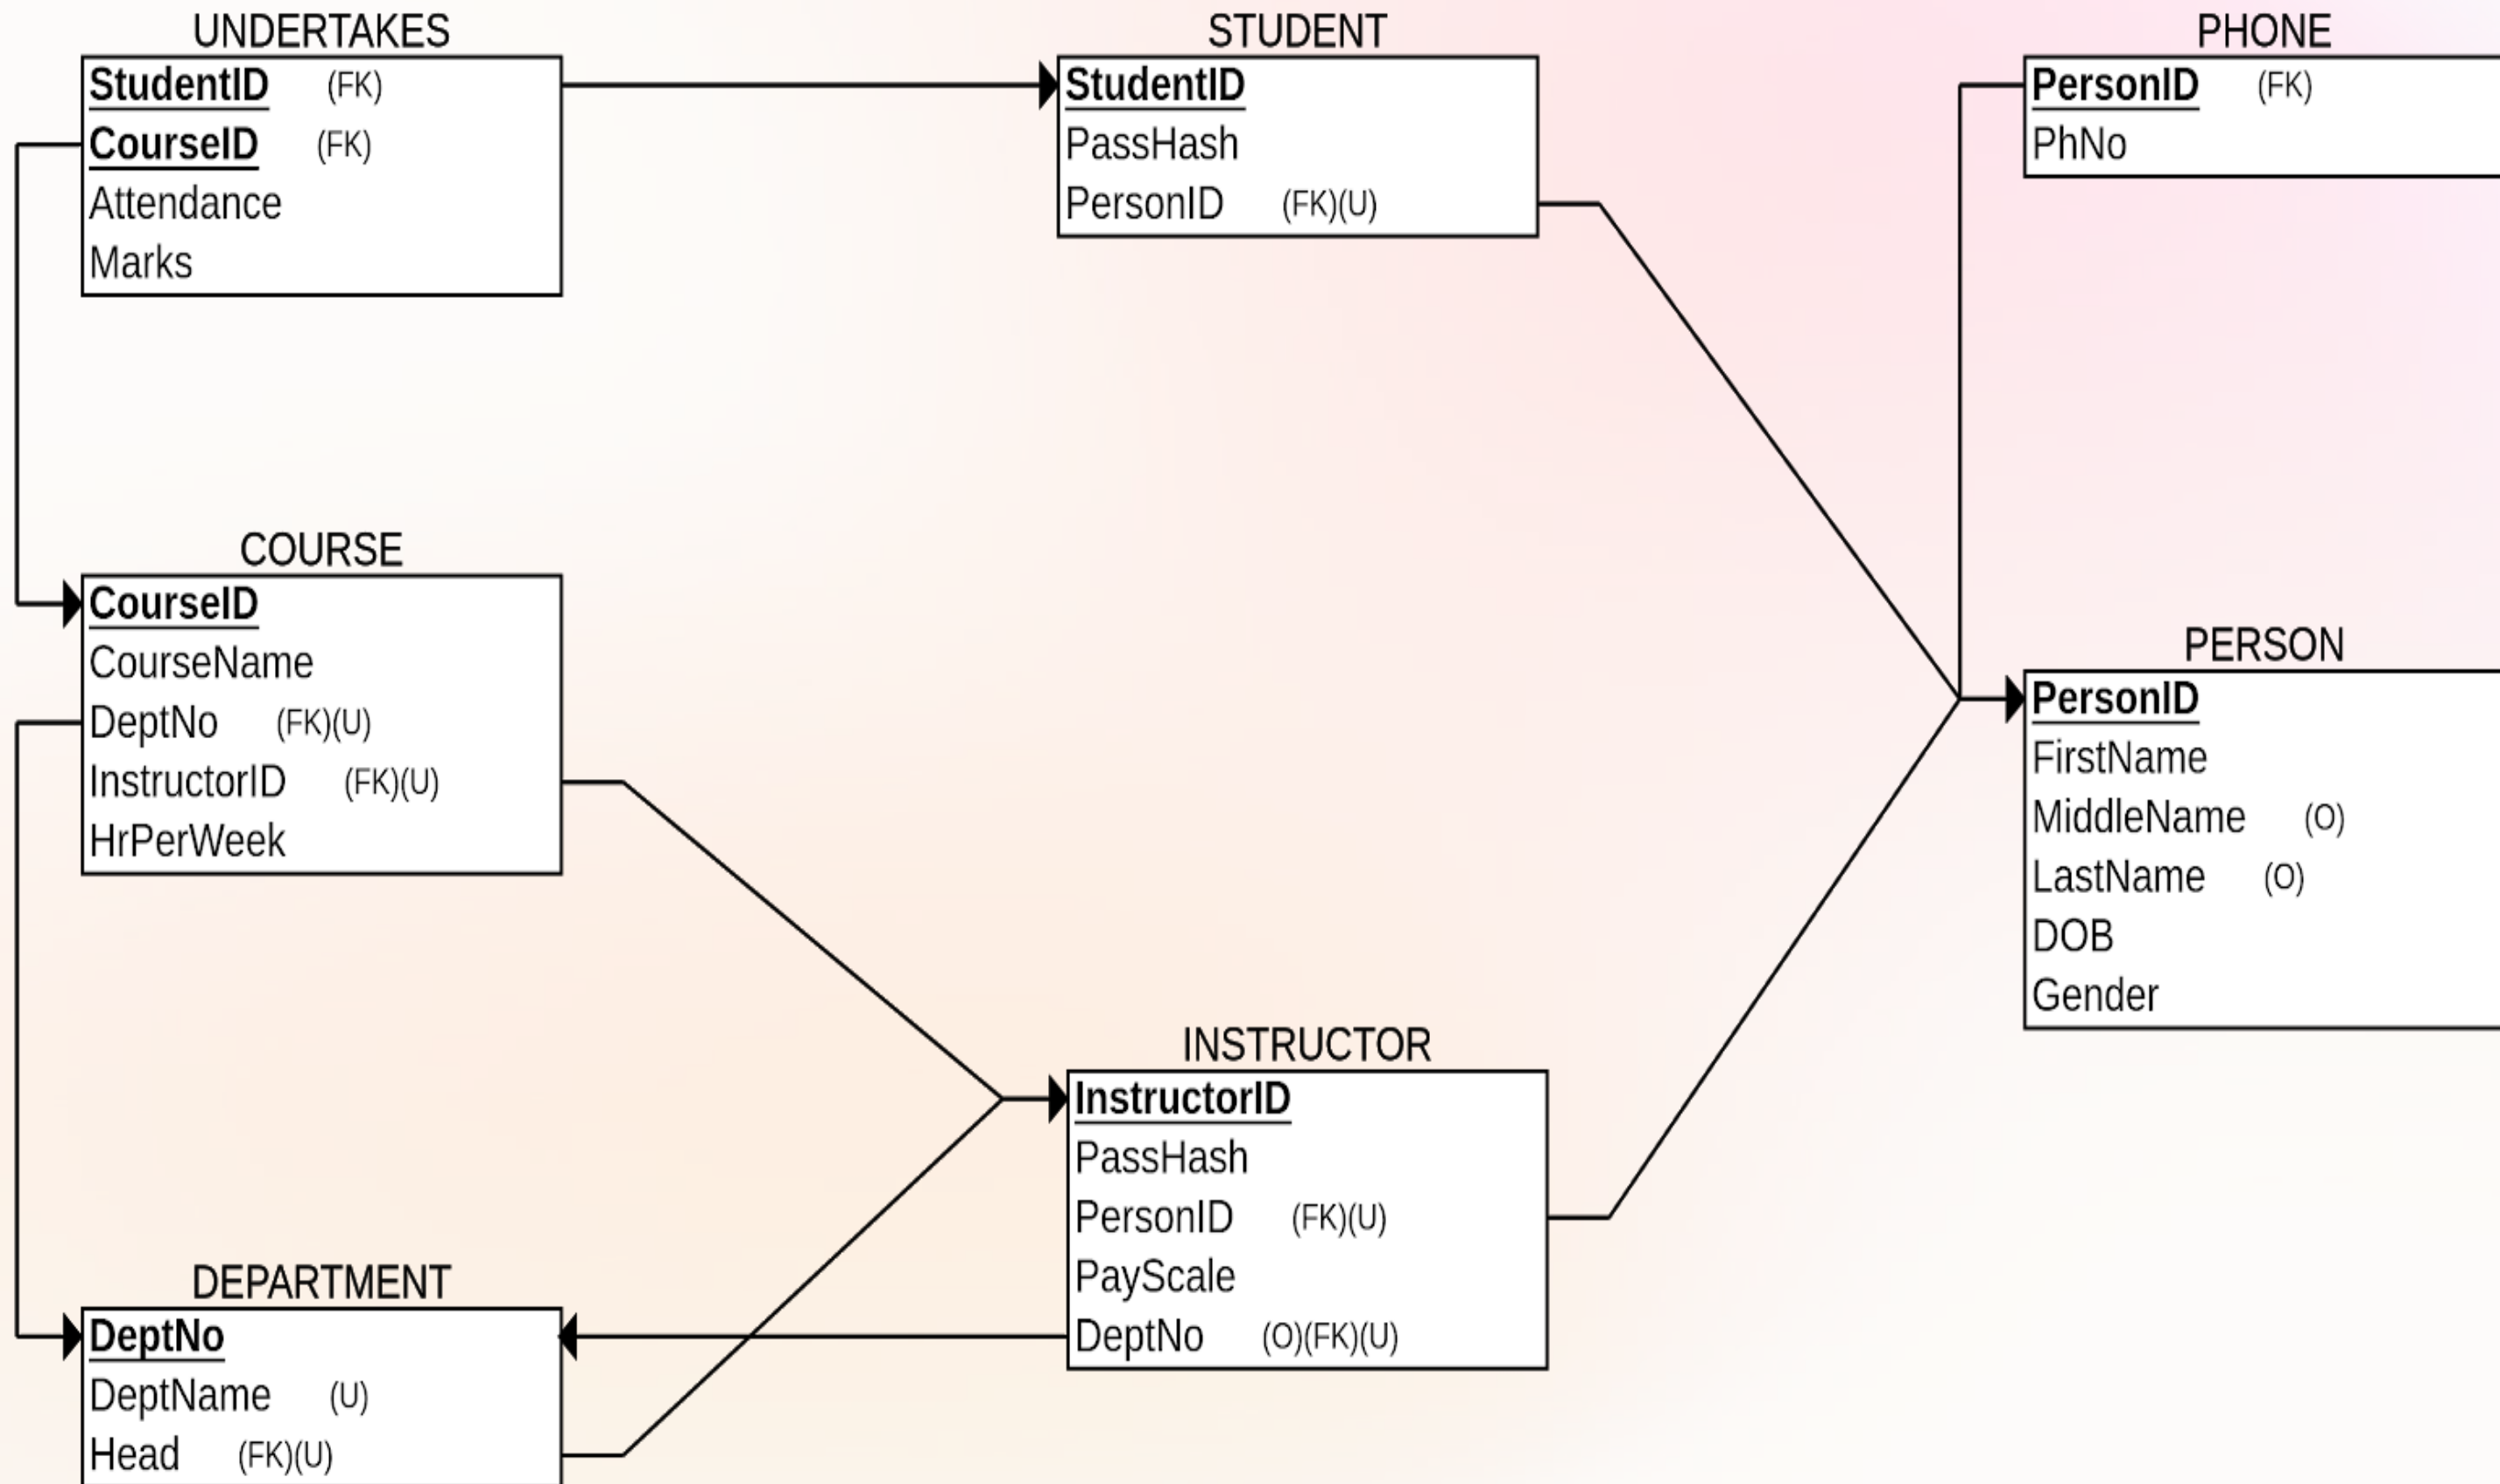 UNDERTAKES
StudentID (FK)
CourseID (FK)
Attendance
Marks
STUDENT
StudentID
PassHash
PersonID (FK)(U)
PHONE
PersonID (FK)
PhNo
COURSE
CourseID
CourseName
DeptNo (FK)(U)
InstructorID (FK)(U)
HrPerWeek
PERSON
PersonID
FirstName
MiddleName (O)
LastName (O)
DOB
Gender
INSTRUCTOR
InstructorID
PassHash
PersonID (FK)(U)
PayScale
DeptNo (O)(FK)(U)
DEPARTMENT
DeptNo
DeptName (U)
Head (FK)(U)